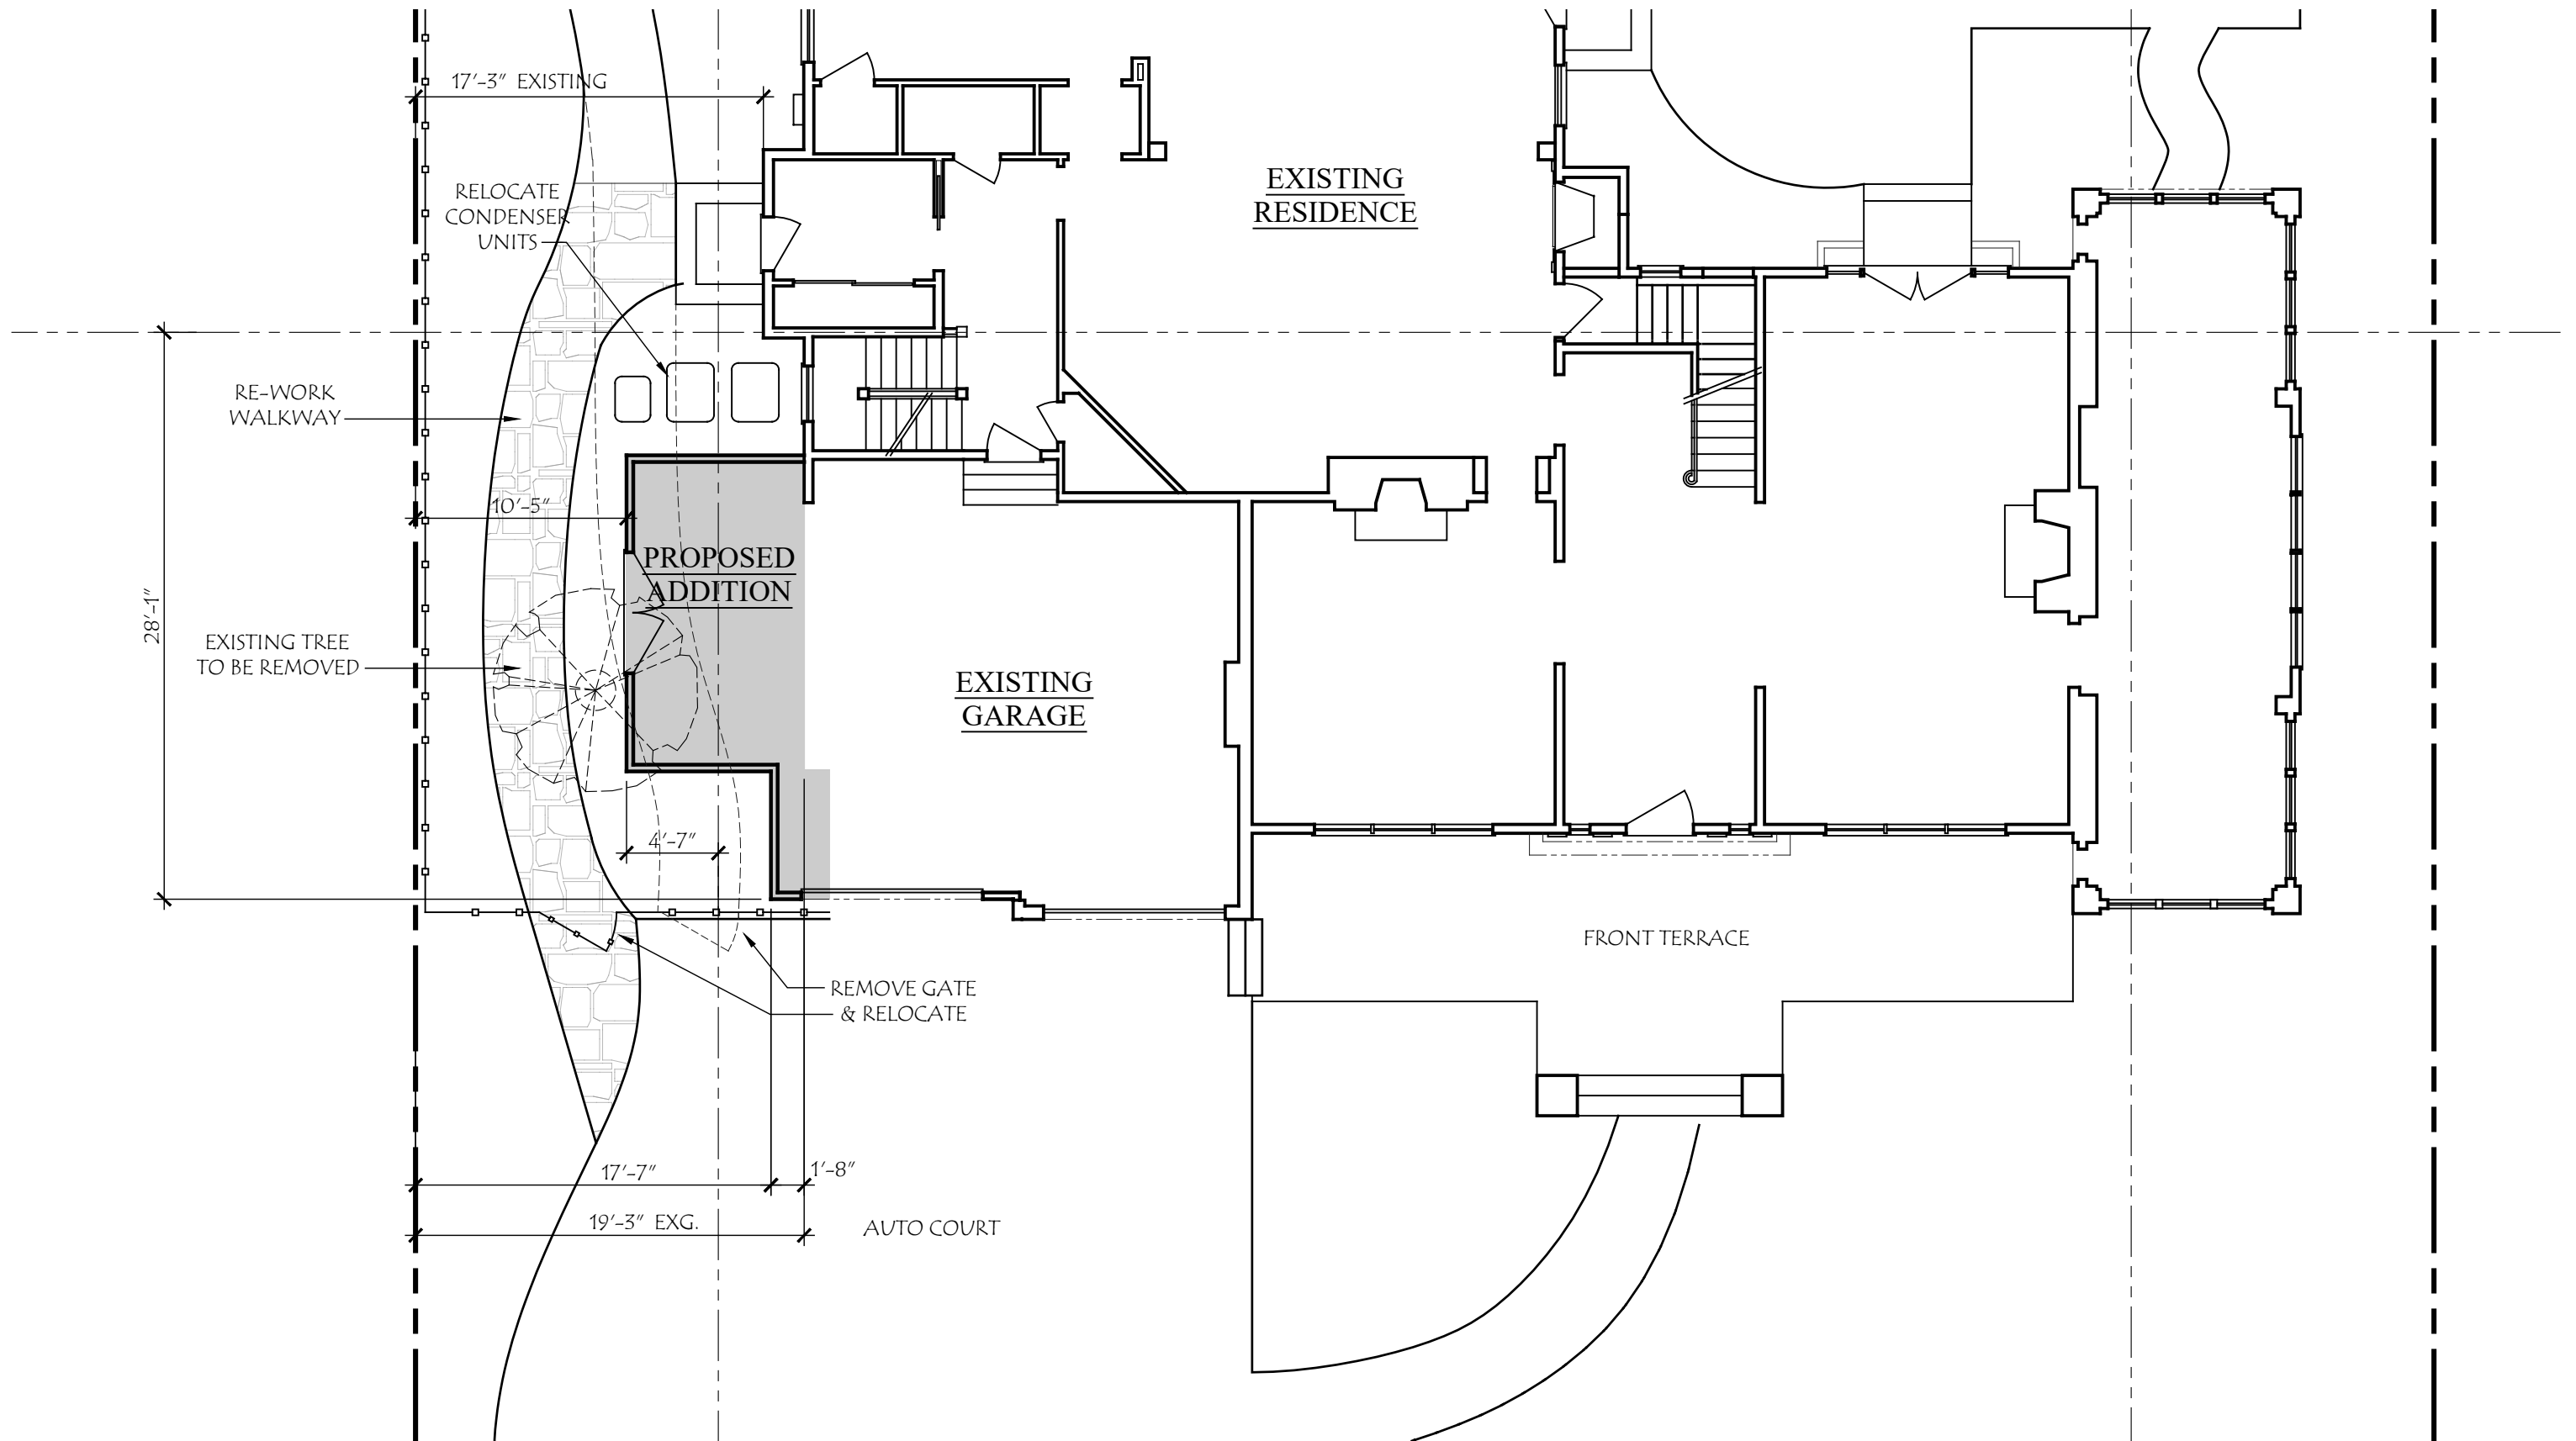 17'-3" EXISTING
RELOCATE
CONDENSER
UNITS
EXISTING
RESIDENCE
RE-WORK
WALKWAY
10'-5"
PROPOSED
ADDITION
28'-1"
EXISTING TREE
TO BE REMOVED
EXISTING
GARAGE
4'-7"
FRONT TERRACE
REMOVE GATE
& RELOCATE
17'-7"
1'-8"
19'-3" EXG.
AUTO COURT